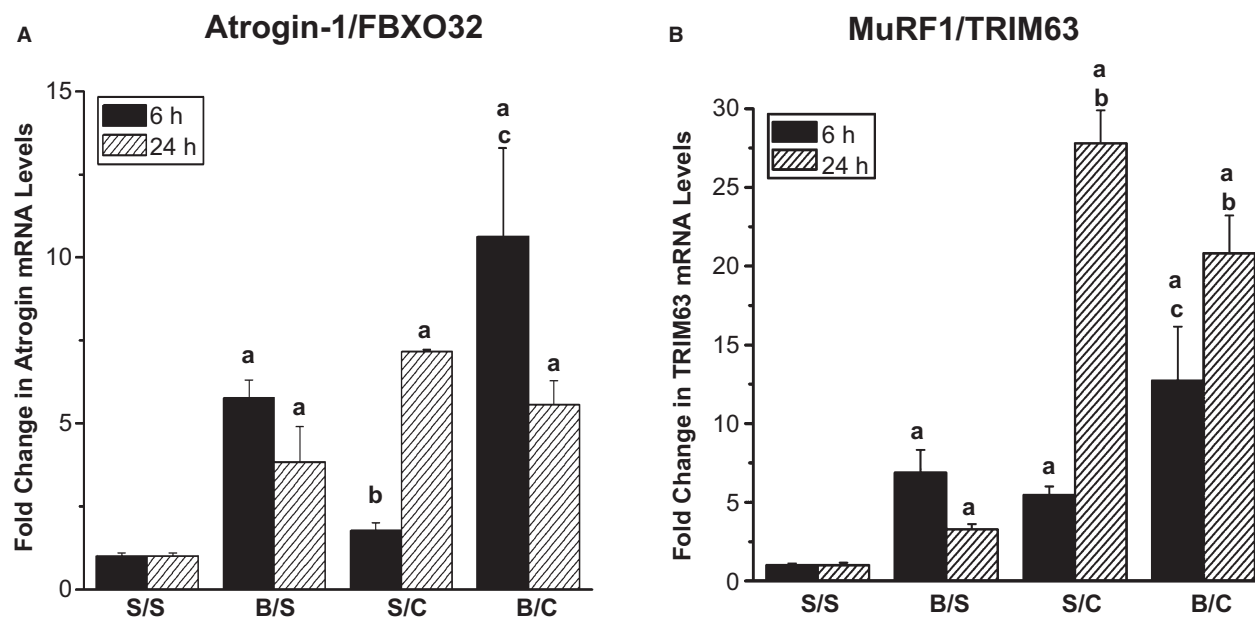 A
Atrogin-1/FBXO32
Fold Change in Atrogin mRNA Levels
15
10
5
0
6 h
24 h
a
a
b
a
a
c
a
S/S
B/S
S/C
B/C
B
MuRF1/TRIM63
Fold Change in TRIM63 mRNA Levels
30
25
20
15
10
5
0
6 h
24 h
a
a
a
a
b
a
c
a
b
S/S
B/S
S/C
B/C